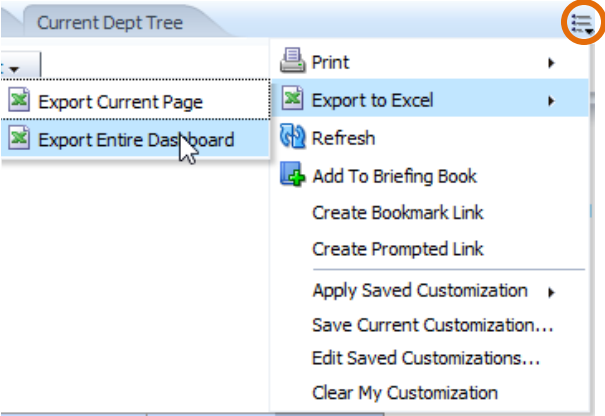 Current Dept Tree
Print
Export to Excel
Export Current Page
Export Entire Dashboard
Refresh
Add To Briefing Book
Create Bookmark Link
Create Prompted Link
Apply Saved Customization
Save Current Customization...
Edit Saved Customizations...
Clear My Customization